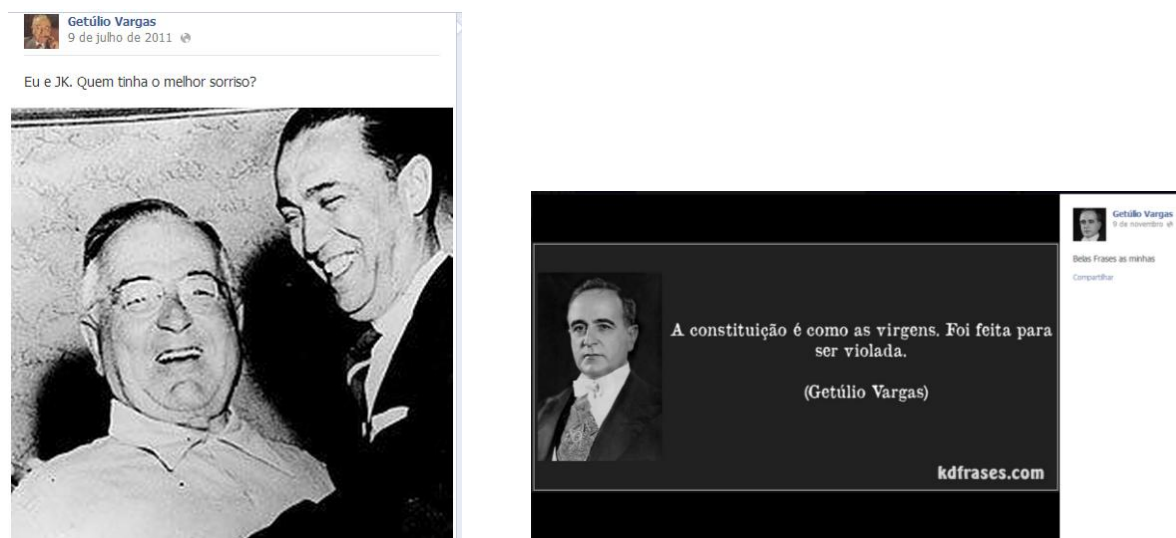 Getúlio Vargas
9 de julho de 2011
Eu e JK. Quem tinha o melhor sorriso?
A constituição é como as virgens. Foi feita para
ser violada.
(Getúlio Vargas)
kdfrases.com
Getúlio Vargas
9 de novembro
Belas Frases as minhas
Compartilhar